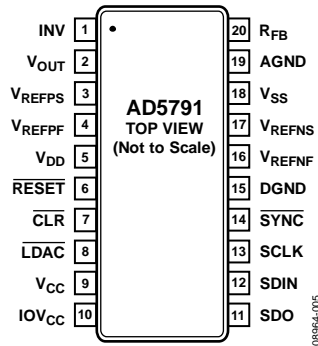 INV 1
VOUT 2
VREFPS 3
VREFPF 4
VDD 5
RESET 6
CLR 7
LDAC 8
VCC 9
IOVCC 10
AD5791
TOP VIEW
(Not to Scale)
20 RFB
19 AGND
18 VSS
17 VREFNS
16 VREFNF
15 DGND
14 SYNC
13 SCLK
12 SDIN
11 SDO
08964-005